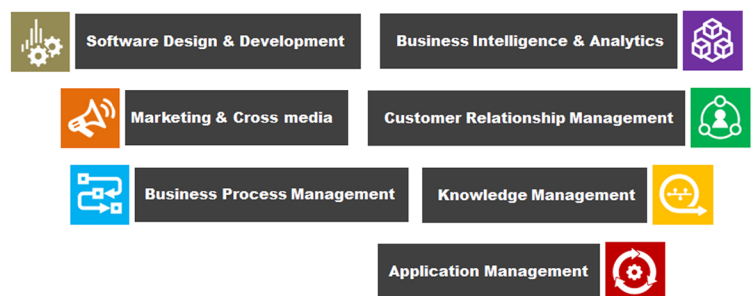 Software Design & Development
Business Intelligence & Analytics
Marketing & Cross media
Customer Relationship Management
Business Process Management
Knowledge Management
Application Management